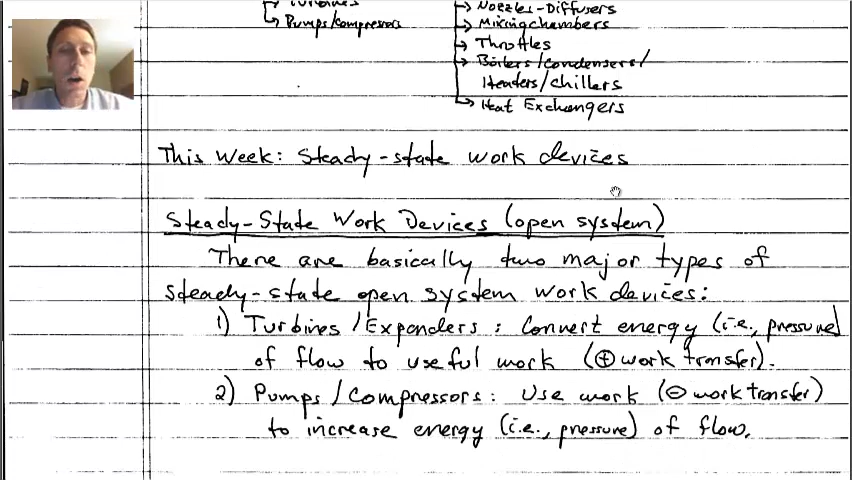 Turbines
Pumps/Compressors
Nozzles-Diffusers
Mixing chambers
Throttles
Boilers/Condensers/
Heaters/chillers
Heat Exchangers
This Week: Steady-state work devices
Steady-State Work Devices (open system)
There are basically two major types of
steady-state open system work devices:
1) Turbines/Expanders: Convert energy (i.e., pressure)
of flow to useful work (⊕ work transfer).
2) Pumps/Compressors: Use work (⊖ work transfer)
to increase energy (i.e., pressure) of flow.